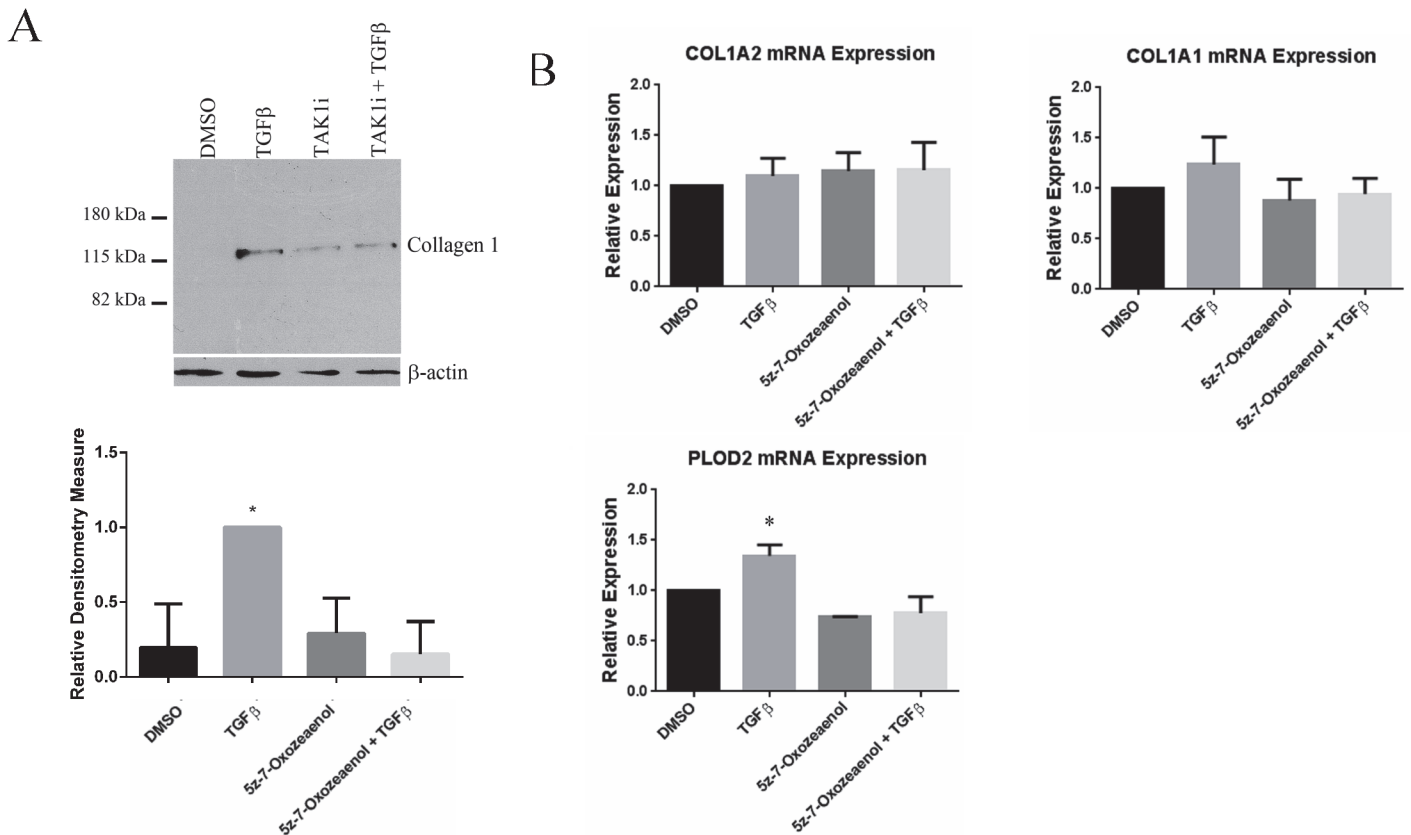 A
DMSO
TGFβ
TAK1i
TAK1i + TGFβ
180 kDa
115 kDa
82 kDa
Collagen 1
β-actin
Relative Densitometry Measure
1.5
1.0
0.5
0.0
*
DMSO
TGFβ
5z-7-Oxozeaenol
5z-7-Oxozeaenol + TGFβ
B
COL1A2 mRNA Expression
Relative Expression
2.0
1.5
1.0
0.5
0.0
DMSO
TGFβ
5z-7-Oxozeaenol
5z-7-Oxozeaenol + TGFβ
COL1A1 mRNA Expression
Relative Expression
2.0
1.5
1.0
0.5
0.0
DMSO
TGFβ
5z-7-Oxozeaenol
5z-7-Oxozeaenol + TGFβ
PLOD2 mRNA Expression
Relative Expression
2.0
1.5
1.0
0.5
0.0
*
DMSO
TGFβ
5z-7-Oxozeaenol
5z-7-Oxozeaenol + TGFβ